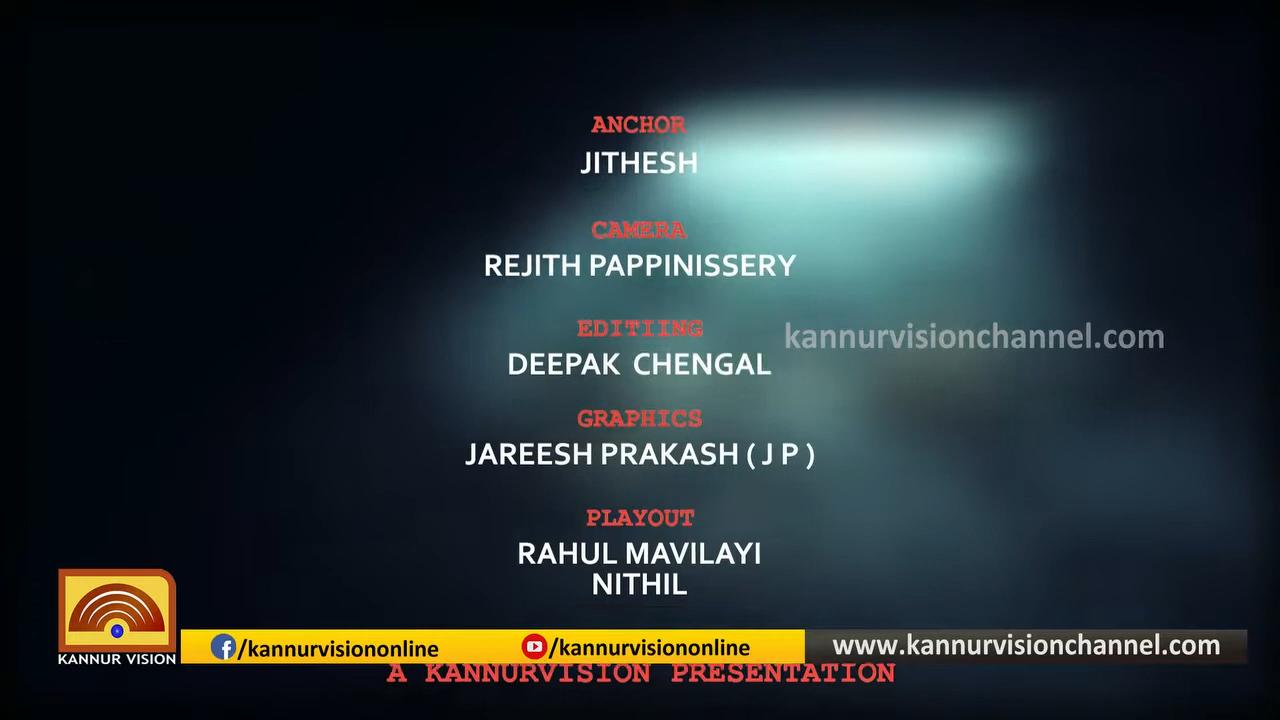 ANCHOR
JITHESH
CAMERA
REJITH PAPPINISSERY
EDITIING
kannurvisionchannel.com
DEEPAK CHENGAL
GRAPHICS
JAREESH PRAKASH ( J P )
PLAYOUT
RAHUL MAVILAYI
NITHIL
KANNUR VISION
/kannurvisiononline
/kannurvisiononline
www.kannurvisionchannel.com
A KANNURVISION PRESENTATION